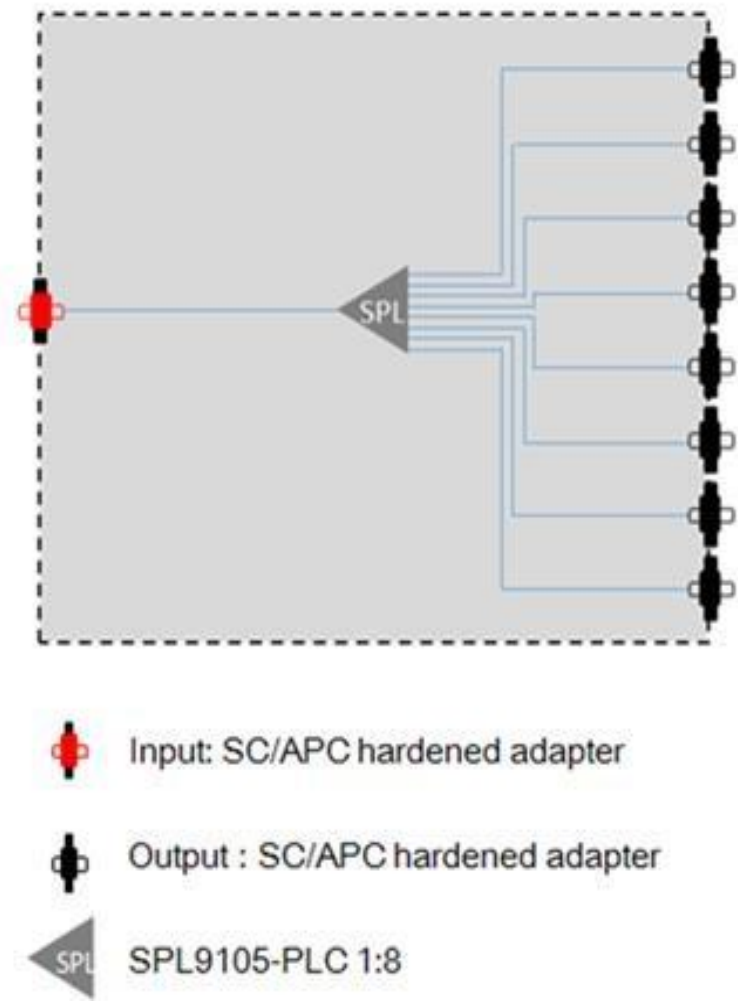 SPL
Input: SC/APC hardened adapter
Output : SC/APC hardened adapter
SPL
SPL9105-PLC 1:8